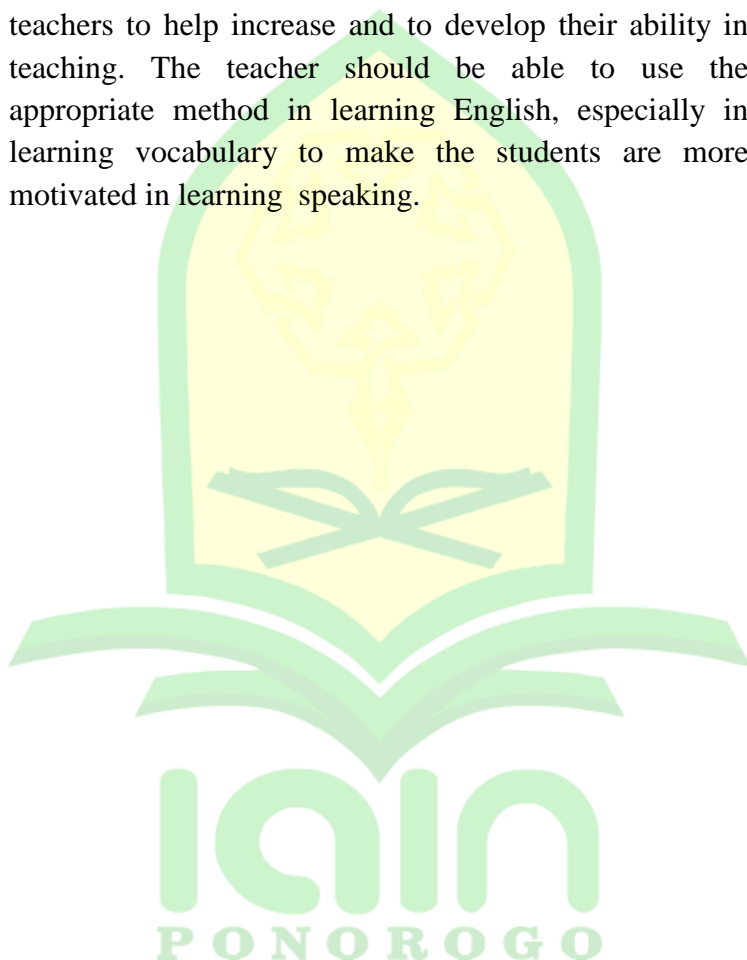 teachers to help increase and to develop their ability in
teaching. The teacher should be able to use the
appropriate method in learning English, especially in
learning vocabulary to make the students are more
motivated in learning speaking.
iain
PONOROGO